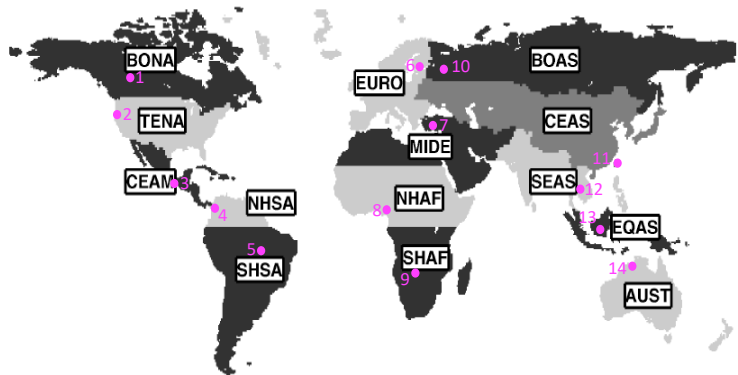 BONA
1
2
TENA
CEAM
3
4
NHSA
5
SHSA
EURO
6
10
BOAS
7
MIDE
CEAS
11
SEAS
12
NHAF
8
13
EQAS
SHAF
9
14
AUST